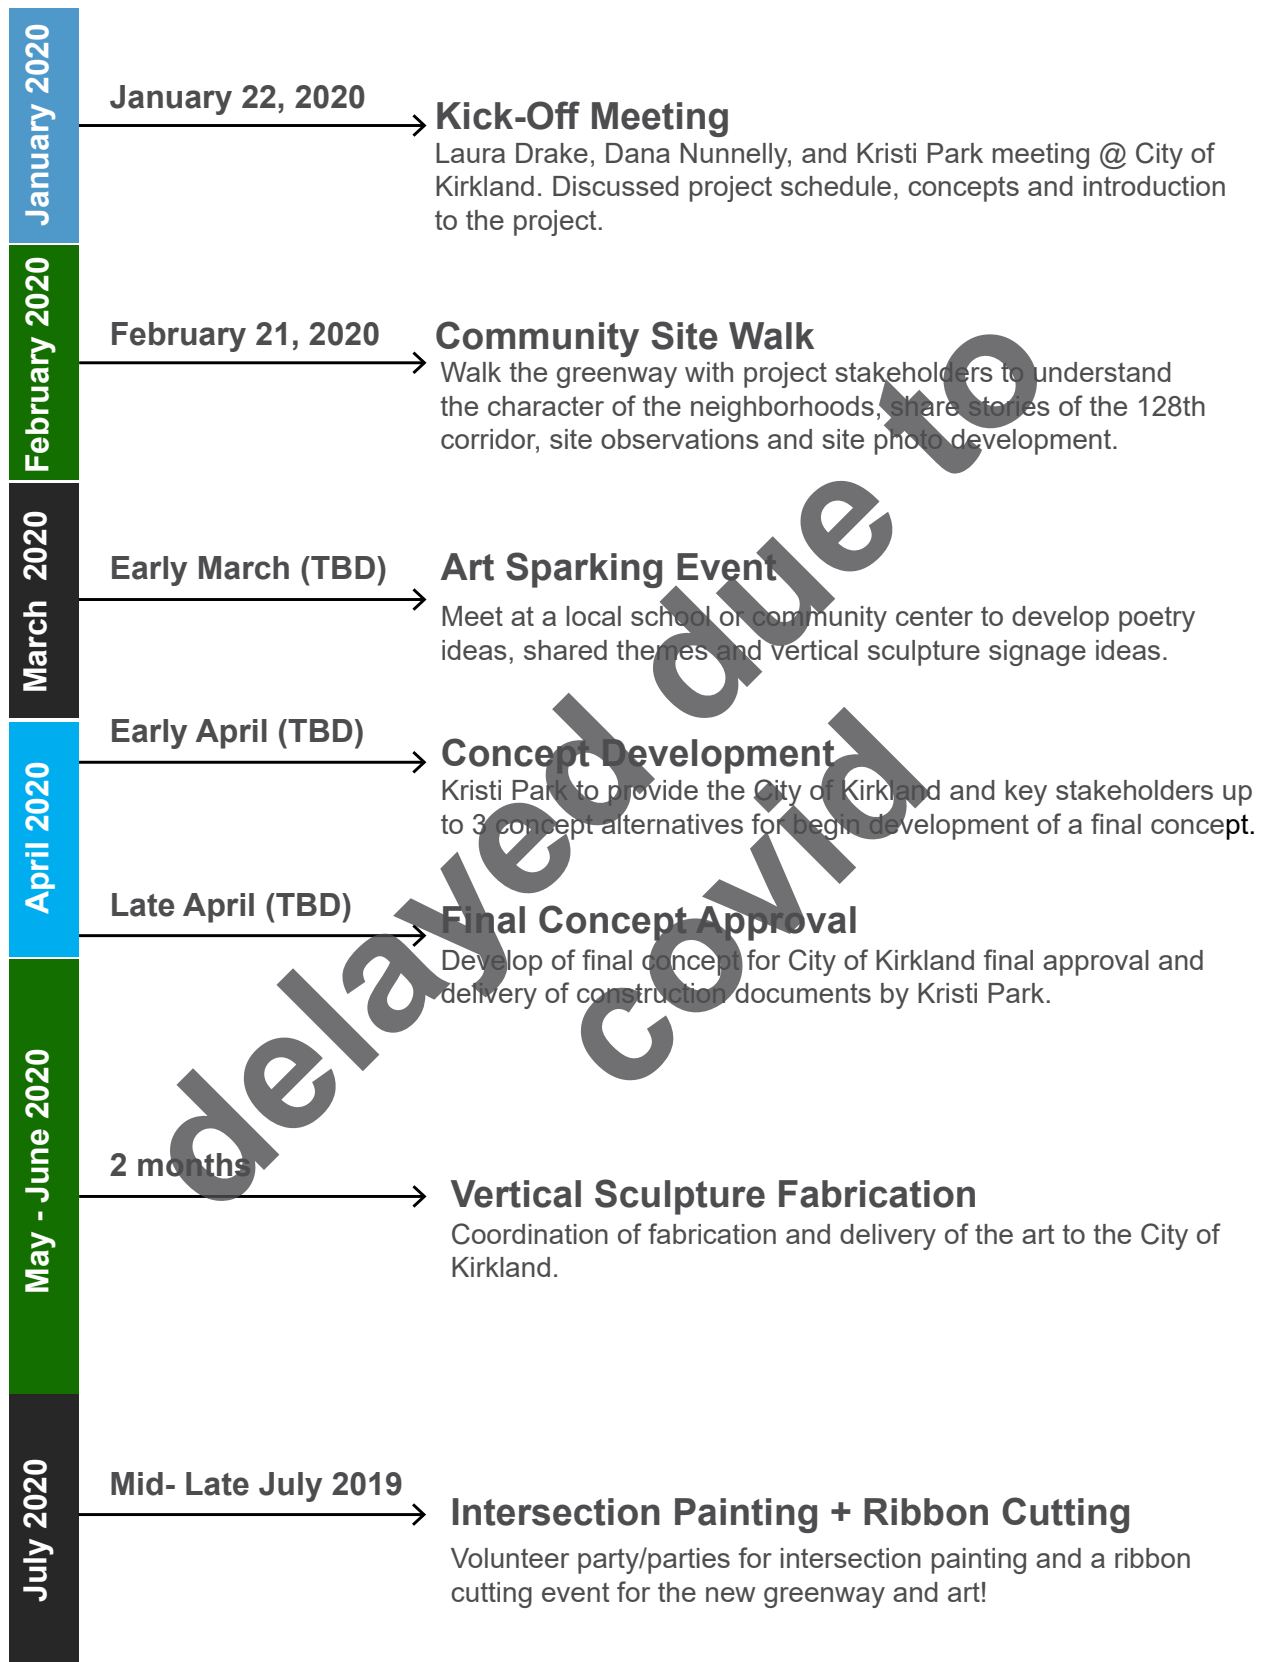 January 2020
January 22, 2020
Kick-Off Meeting
Laura Drake, Dana Nunnelly, and Kristi Park meeting @ City of
Kirkland. Discussed project schedule, concepts and introduction
to the project.
February 2020
February 21, 2020
Community Site Walk
Walk the greenway with project stakeholders to understand
the character of the neighborhoods, share stories of the 128th
corridor, site observations and site photo development.
March 2020
Early March (TBD)
Art Sparking Event
Meet at a local school or community center to develop poetry
ideas, shared themes and vertical sculpture signage ideas.
April 2020
Early April (TBD)
Concept Development
Kristi Park to provide the City of Kirkland and key stakeholders up
to 3 concept alternatives for begin development of a final concept.
Late April (TBD)
Final Concept Approval
Develop of final concept for City of Kirkland final approval and
delivery of construction documents by Kristi Park.
May - June 2020
2 months
Vertical Sculpture Fabrication
Coordination of fabrication and delivery of the art to the City of
Kirkland.
July 2020
Mid- Late July 2019
Intersection Painting + Ribbon Cutting
Volunteer party/parties for intersection painting and a ribbon
cutting event for the new greenway and art!
delayed due to
covid